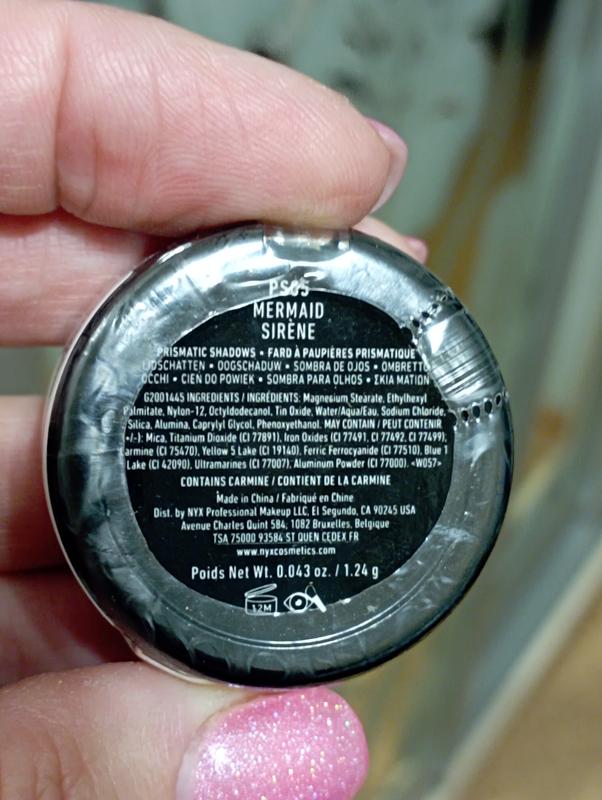 PS05
MERMAID
SIRÈNE
PRISMATIC SHADOWS • FARD À PAUPIÈRES PRISMATIQUE
LIDSCHATTEN • OOGSCHADUW • SOMBRA DE OJOS • OMBRETTO
OCCHI • CIEŃ DO POWIEK • SOMBRA PARA OLHOS • ΣKIA MATION
G2001445 INGREDIENTS / INGRÉDIENTS: Magnesium Stearate, Ethylhexyl
Palmitate, Nylon-12, Octyldodecanol, Tin Oxide, Water/Aqua/Eau, Sodium Chloride,
Silica, Alumina, Caprylyl Glycol, Phenoxyethanol. MAY CONTAIN / PEUT CONTENIR
+/-): Mica, Titanium Dioxide (CI 77891), Iron Oxides (CI 77491, CI 77492, CI 77499),
armine (CI 75470), Yellow 5 Lake (CI 19140), Ferric Ferrocyanide (CI 77510), Blue 1
Lake (CI 42090), Ultramarines (CI 77007), Aluminum Powder (CI 77000). <W057>
CONTAINS CARMINE / CONTIENT DE LA CARMINE
Made in China / Fabriqué en Chine
Dist. by NYX Professional Makeup LLC, El Segundo, CA 90245 USA
Avenue Charles Quint 584, 1082 Bruxelles, Belgique
TSA 75000 93584 ST OUEN CEDEX FR
www.nyxcosmetics.com
Poids Net Wt. 0.043 oz. / 1.24 g
12M